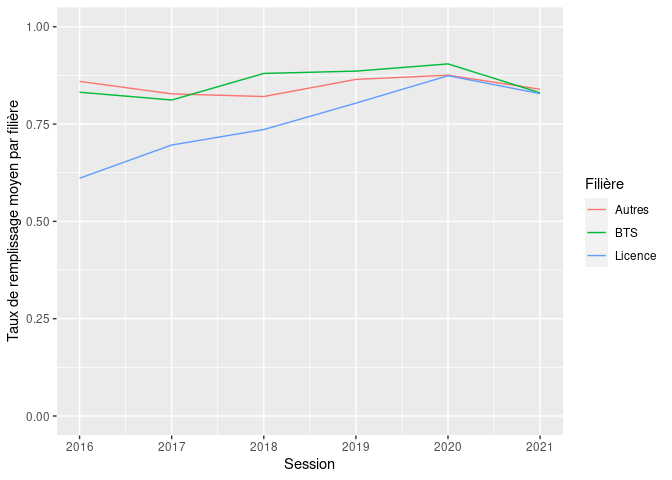 Taux de remplissage moyen par filière
1.00
0.75
0.50
0.25
0.00
2016 2017 2018 2019 2020 2021
Session
Filière
Autres
BTS
Licence